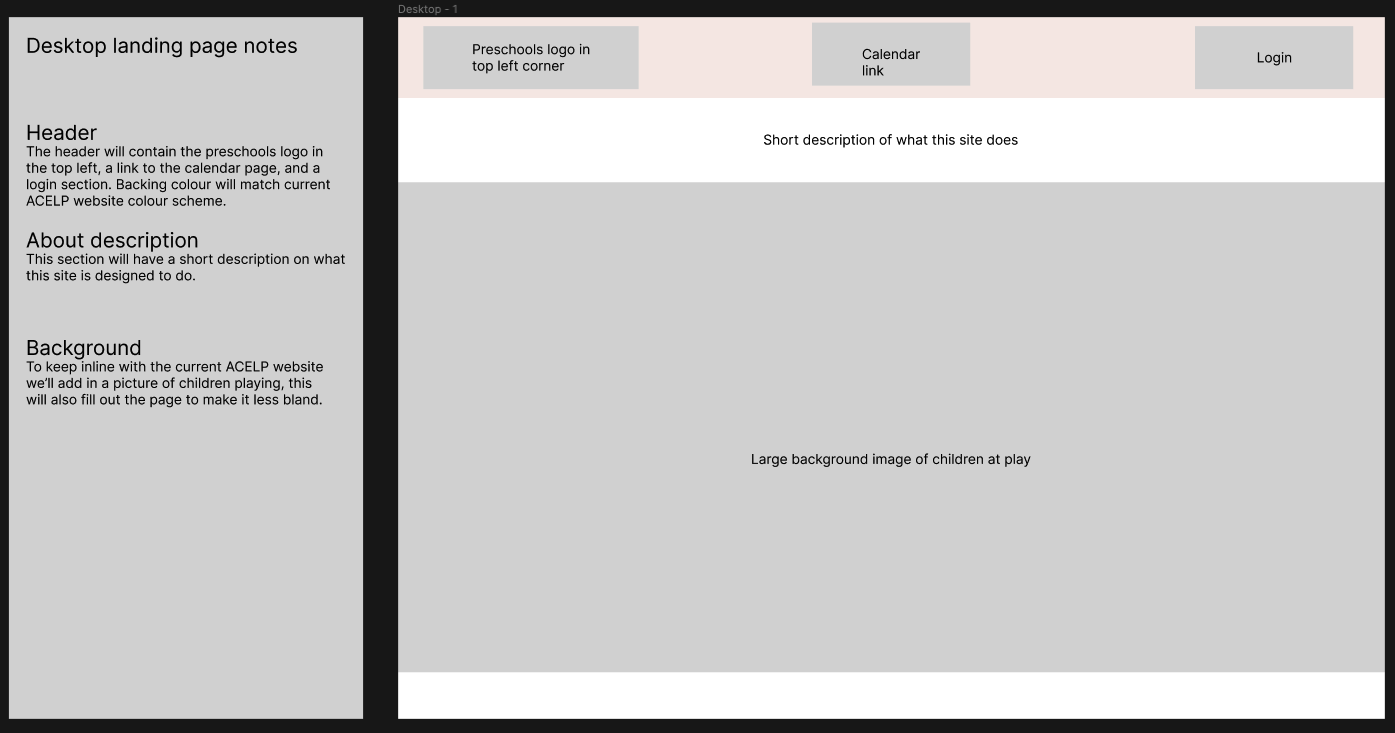 Desktop landing page notes
Header
The header will contain the preschools logo in
the top left, a link to the calendar page, and a
login section. Backing colour will match current
ACELP website colour scheme.
About description
This section will have a short description on what
this site is designed to do.
Background
To keep inline with the current ACELP website
we’ll add in a picture of children playing, this
will also fill out the page to make it less bland.
Desktop - 1
Preschools logo in
top left corner
Calendar
link
Login
Short description of what this site does
Large background image of children at play